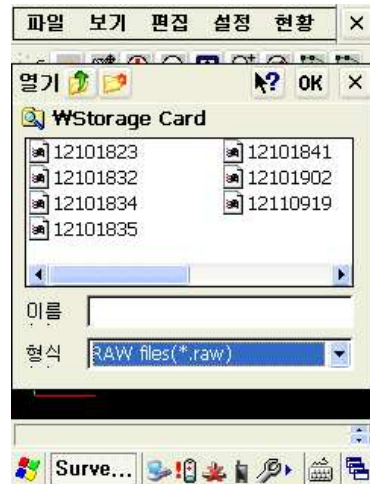 파일 보기 편집 설정 현황 ×
열기 ? OK ×
₩Storage Card
12101823 12101841
12101832 12101902
12101834 12110919
12101835
이름
형식 RAW files(*.raw)
Surve...